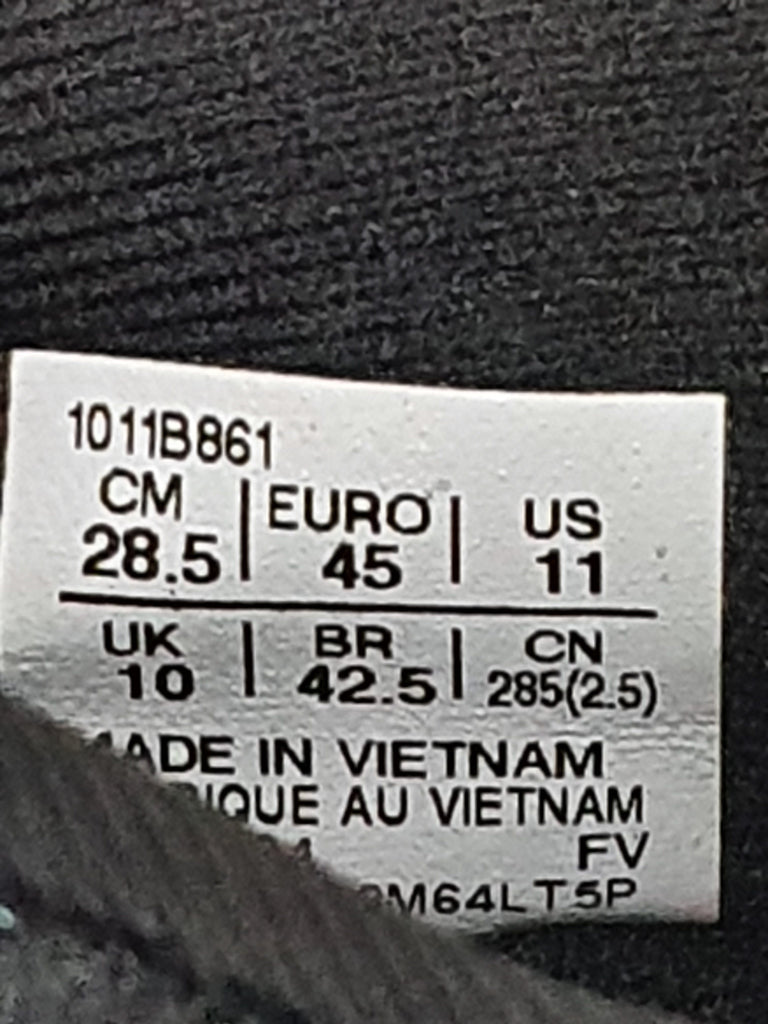 1011B861
CM | EURO | US
28.5 | 45 | 11
UK | BR | CN
10 | 42.5 | 285(2.5)
MADE IN VIETNAM
AU VIETNAM
FV